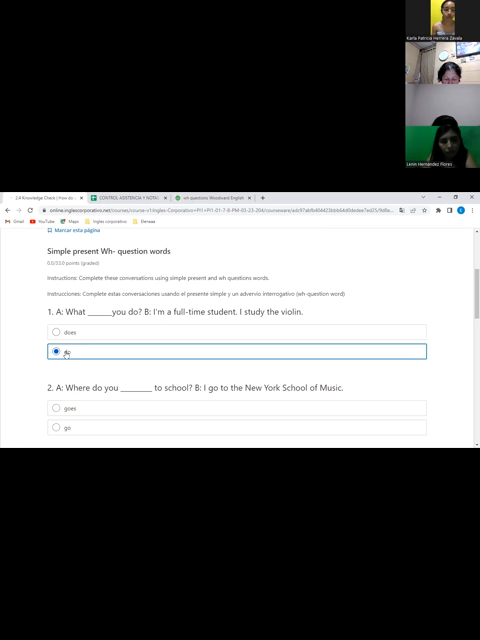 Karla Patricia Herrera Zavala
Lenin Hernández Flores
2.4 Knowledge Check | How do
CONTROL ASISTENCIA Y NOTAS
wh questions Woodward English
Gmail
YouTube
Maps
Ingles corporativo
Elenaaa
Marcar esta página
Simple present Wh- question words
0.0/33.0 points (graded)
Instructions: Complete these conversations using simple present and wh-questions words.
Instrucciones: Complete estas conversaciones usando el presente simple y un advervio interrogativo (wh-question word)
1. A: What ______you do? B: I'm a full-time student. I study the violin.
does
do
2. A: Where do you ________ to school? B: I go to the New York School of Music.
goes
go